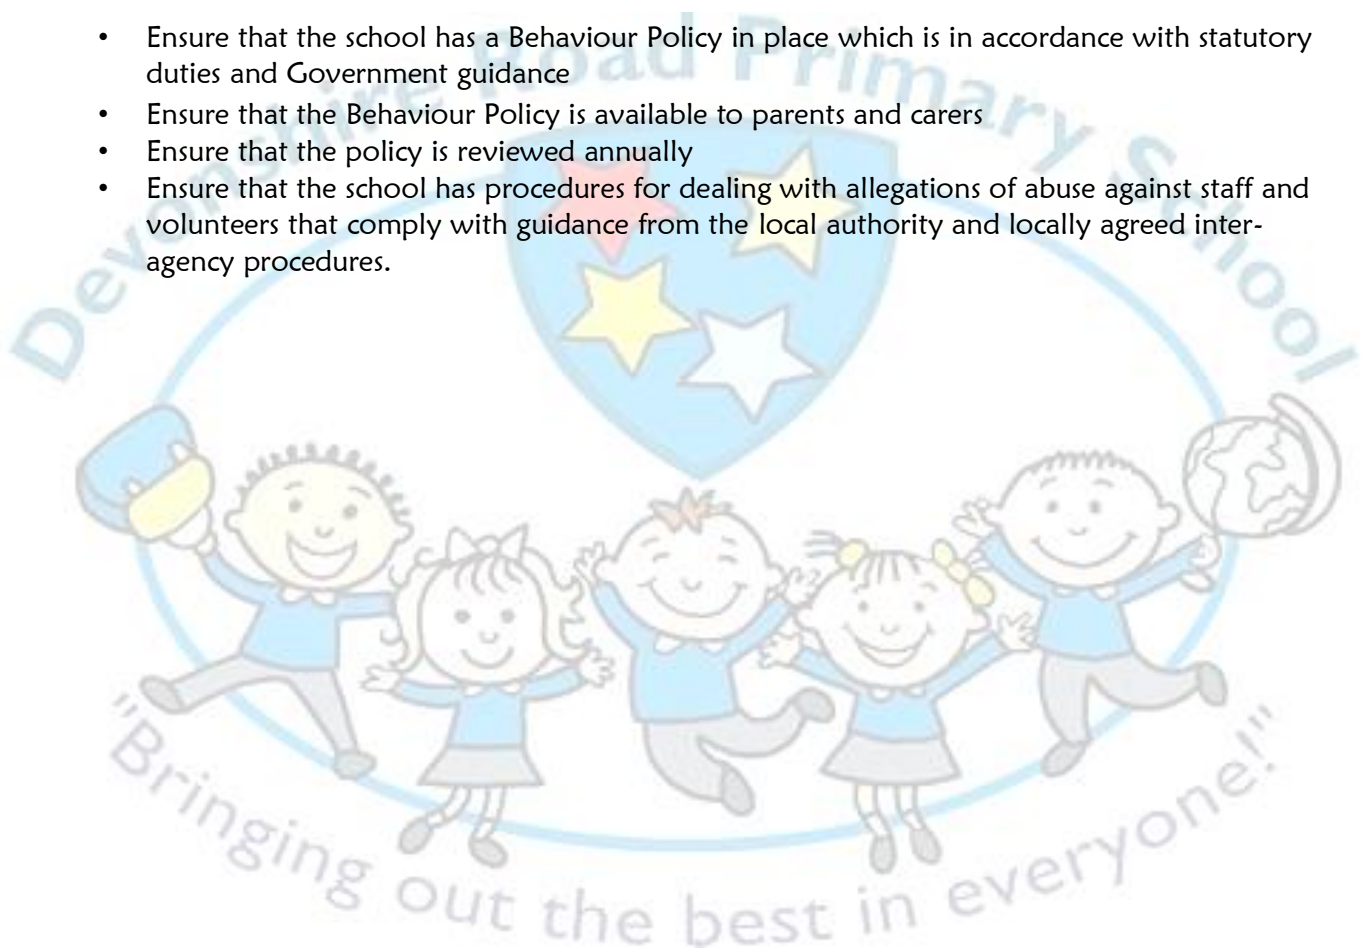 • Ensure that the school has a Behaviour Policy in place which is in accordance with statutory
duties and Government guidance
• Ensure that the Behaviour Policy is available to parents and carers
• Ensure that the policy is reviewed annually
• Ensure that the school has procedures for dealing with allegations of abuse against staff and
volunteers that comply with guidance from the local authority and locally agreed inter-
agency procedures.
Devonshire Road Primary School
"Bringing out the best in everyone!"